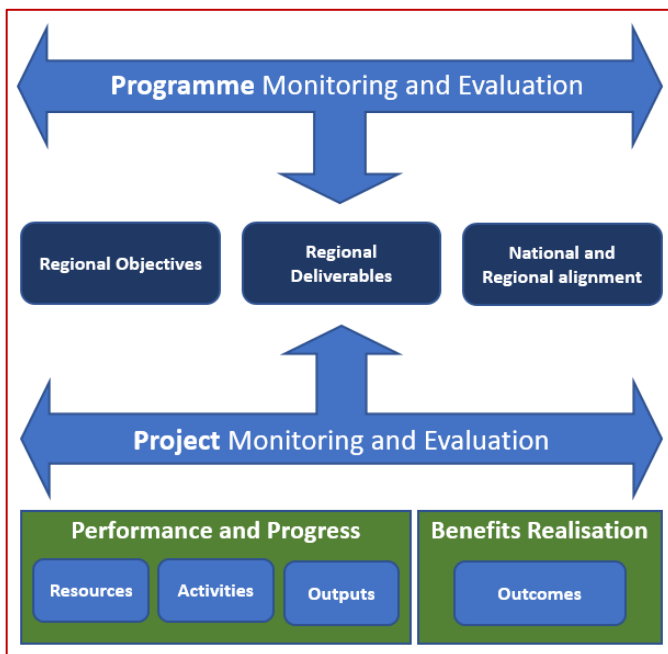 Programme Monitoring and Evaluation
Regional Objectives
Regional
Deliverables
National and
Regional alignment
Project Monitoring and Evaluation
Performance and Progress
Resources
Activities
Outputs
Benefits Realisation
Outcomes